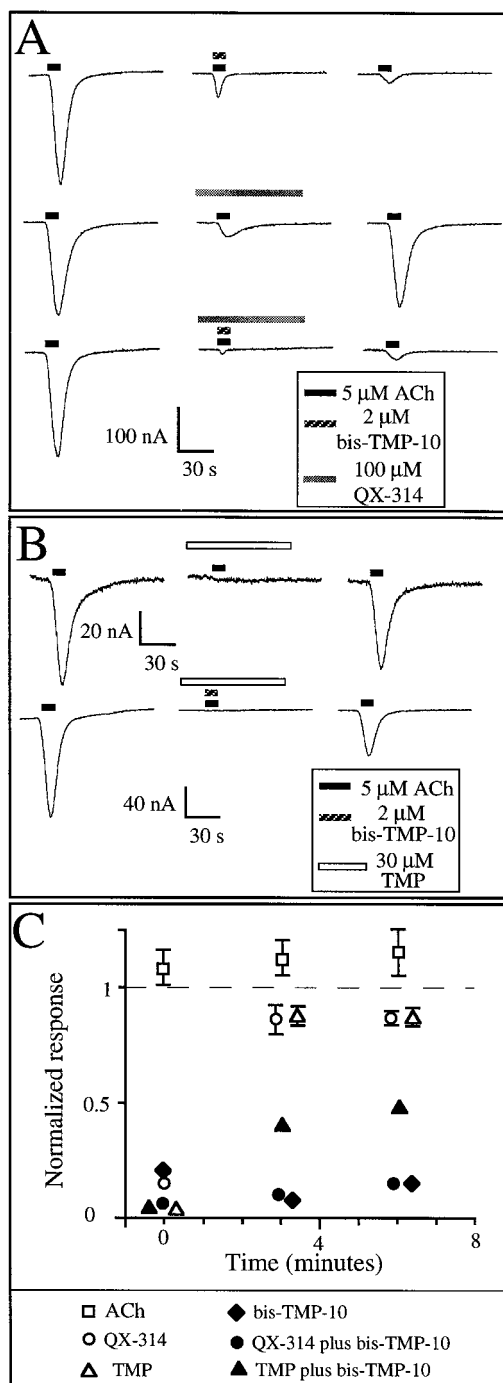 A
100 nA
30 s
5 μM ACh
2 μM
bis-TMP-10
100 μM
QX-314
B
20 nA
30 s
40 nA
30 s
5 μM ACh
2 μM
bis-TMP-10
30 μM
TMP
C
Normalized response
1
0.5
0
0 4 8
Time (minutes)
ACh
QX-314
TMP
bis-TMP-10
QX-314 plus bis-TMP-10
TMP plus bis-TMP-10